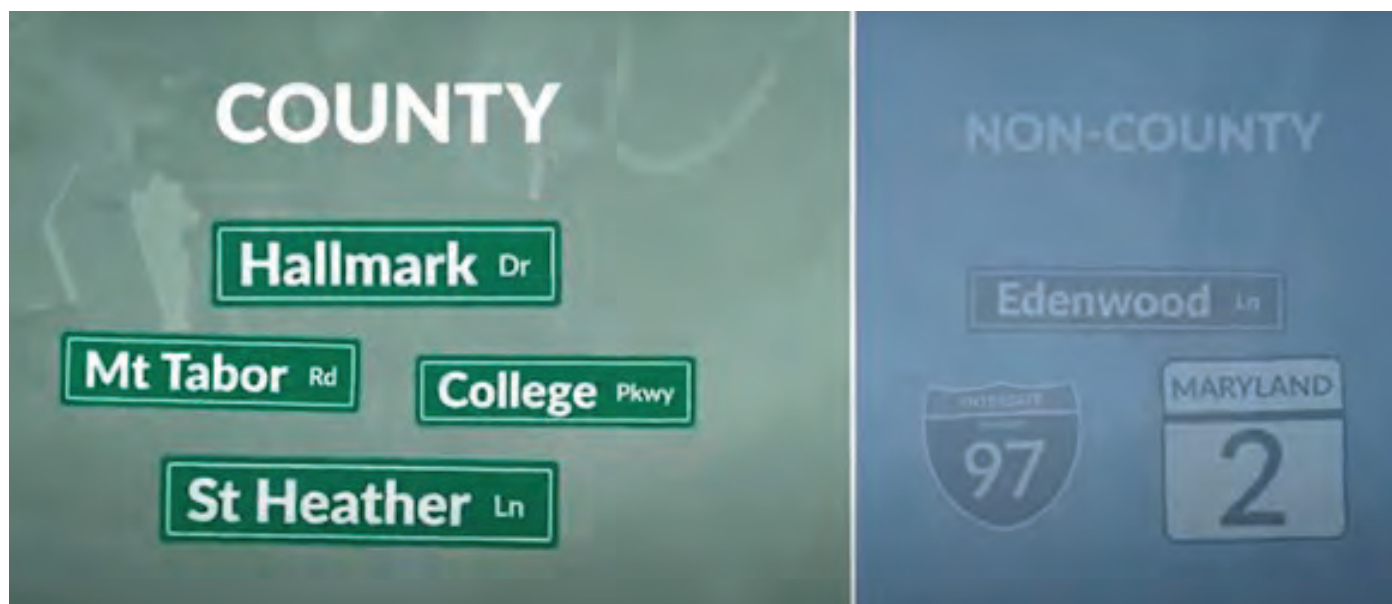 COUNTY
Hallmark Dr
Mt Tabor Rd
College Pkwy
St Heather Ln
NON-COUNTY
Edenwood Ln
INTERSTATE
97
MARYLAND
2